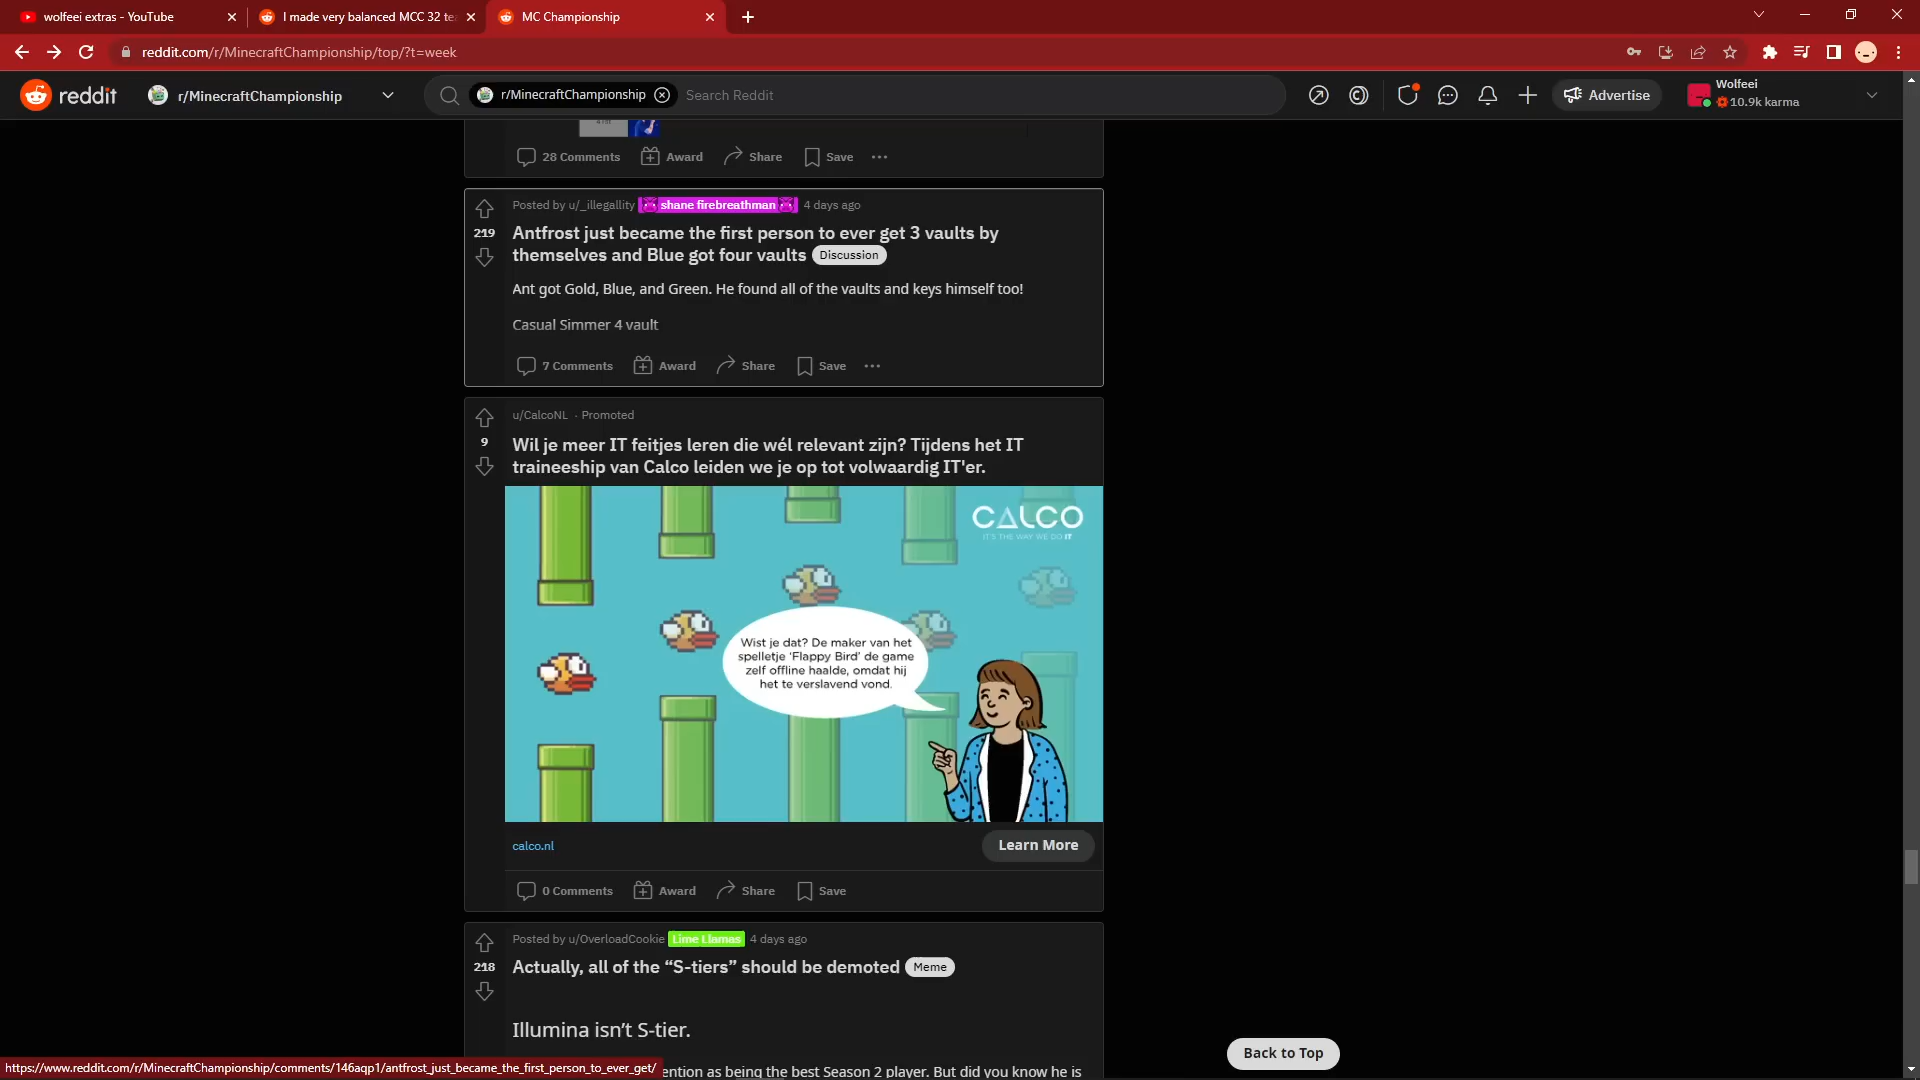 wolfeei extras - YouTube
I made very balanced MCC 32 te
MC Championship
reddit.com/r/MinecraftChampionship/top/?t=week
reddit
r/MinecraftChampionship
r/MinecraftChampionship
Search Reddit
Advertise
Wolfeei
10.9k karma
28 Comments
Award
Share
Save
Posted by u/_illegallity shane firebreathman 4 days ago
219
Antfrost just became the first person to ever get 3 vaults by
themselves and Blue got four vaults Discussion
Ant got Gold, Blue, and Green. He found all of the vaults and keys himself too!
Casual Simmer 4 vault
7 Comments
Award
Share
Save
u/CalcoNL · Promoted
9
Wil je meer IT feitjes leren die wél relevant zijn? Tijdens het IT
traineeship van Calco leiden we je op tot volwaardig IT'er.
CALCO
IT'S THE WAY WE DO IT
Wist je dat? De maker van het
spelletje 'Flappy Bird' de game
zelf offline haalde, omdat hij
het te verslavend vond.
calco.nl
Learn More
0 Comments
Award
Share
Save
Posted by u/OverloadCookie Lime Llamas 4 days ago
218
Actually, all of the “S-tiers” should be demoted Meme
Illumina isn’t S-tier.
Back to Top
https://www.reddit.com/r/MinecraftChampionship/comments/146aqp1/antfrost_just_became_the_first_person_to_ever_get/
ention as being the best Season 2 player. But did you know he is